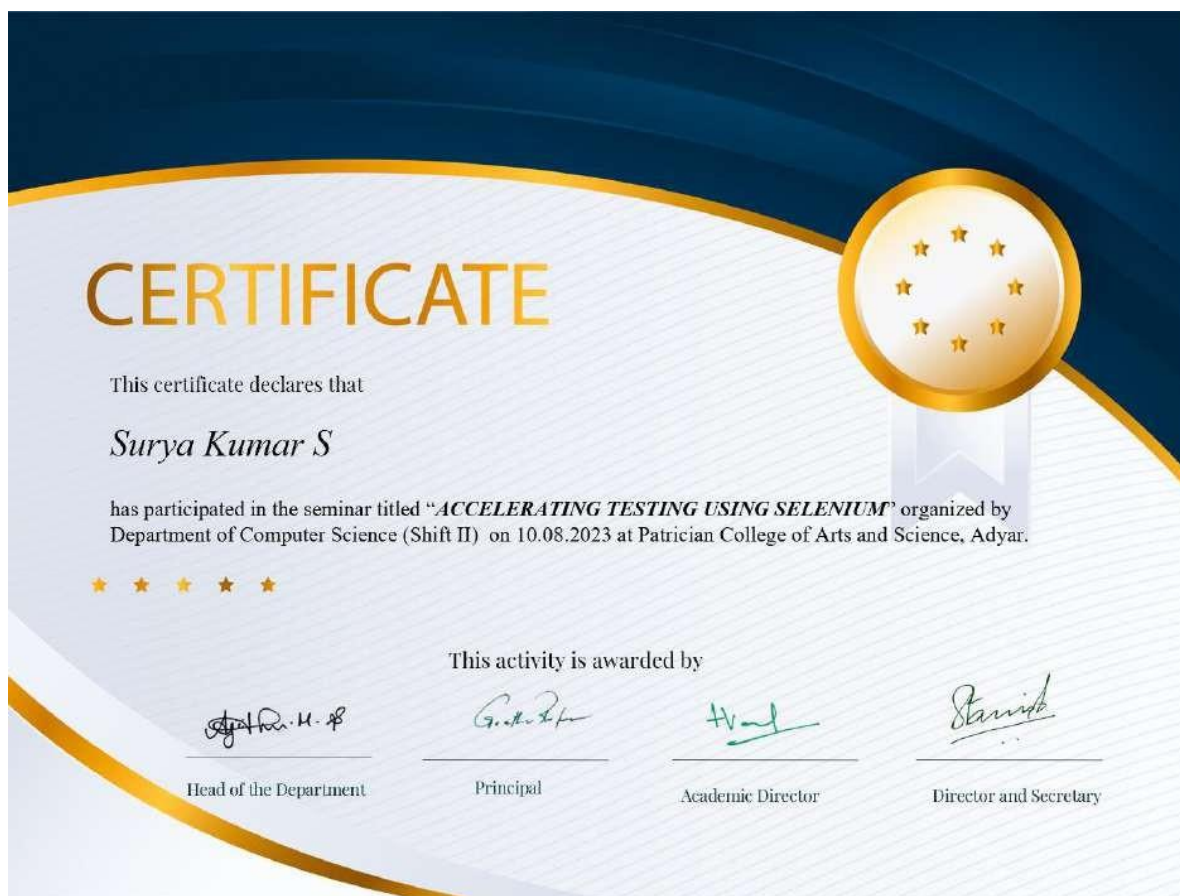 CERTIFICATE
This certificate declares that
Surya Kumar S
has participated in the seminar titled “ACCELERATING TESTING USING SELENIUM” organized by
Department of Computer Science (Shift II) on 10.08.2023 at Patrician College of Arts and Science, Adyar.
This activity is awarded by
Head of the Department
Principal
Academic Director
Director and Secretary